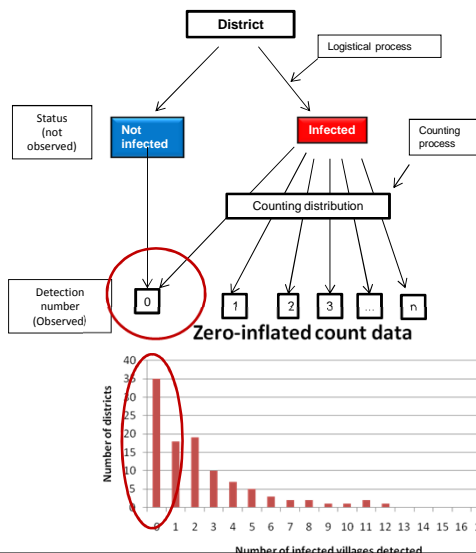 District
Logistical process
Status
(not
observed)
Not
infected
Infected
Counting
process
Counting distribution
Detection
number
(Observed)
0
1
2
3
...
n
Zero-inflated count data
Number of districts
40
35
30
25
20
15
10
5
0
0 1 2 3 4 5 6 7 8 9 10 11 12 13 14 15 16
Number of infected villages detected